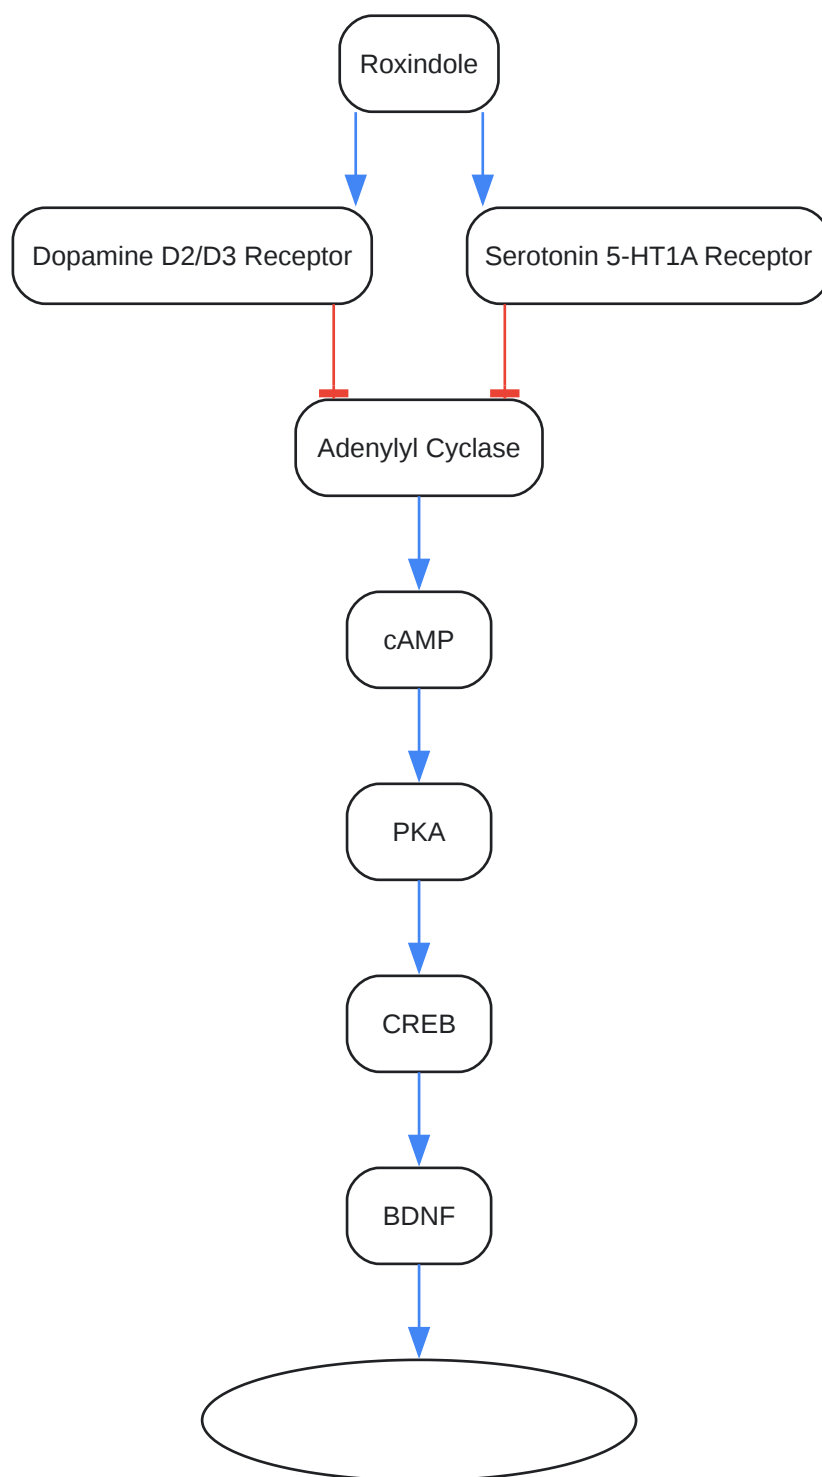 Roxindole
Dopamine D2/D3 Receptor
Serotonin 5-HT1A Receptor
Adenylyl Cyclase
cAMP
PKA
CREB
BDNF